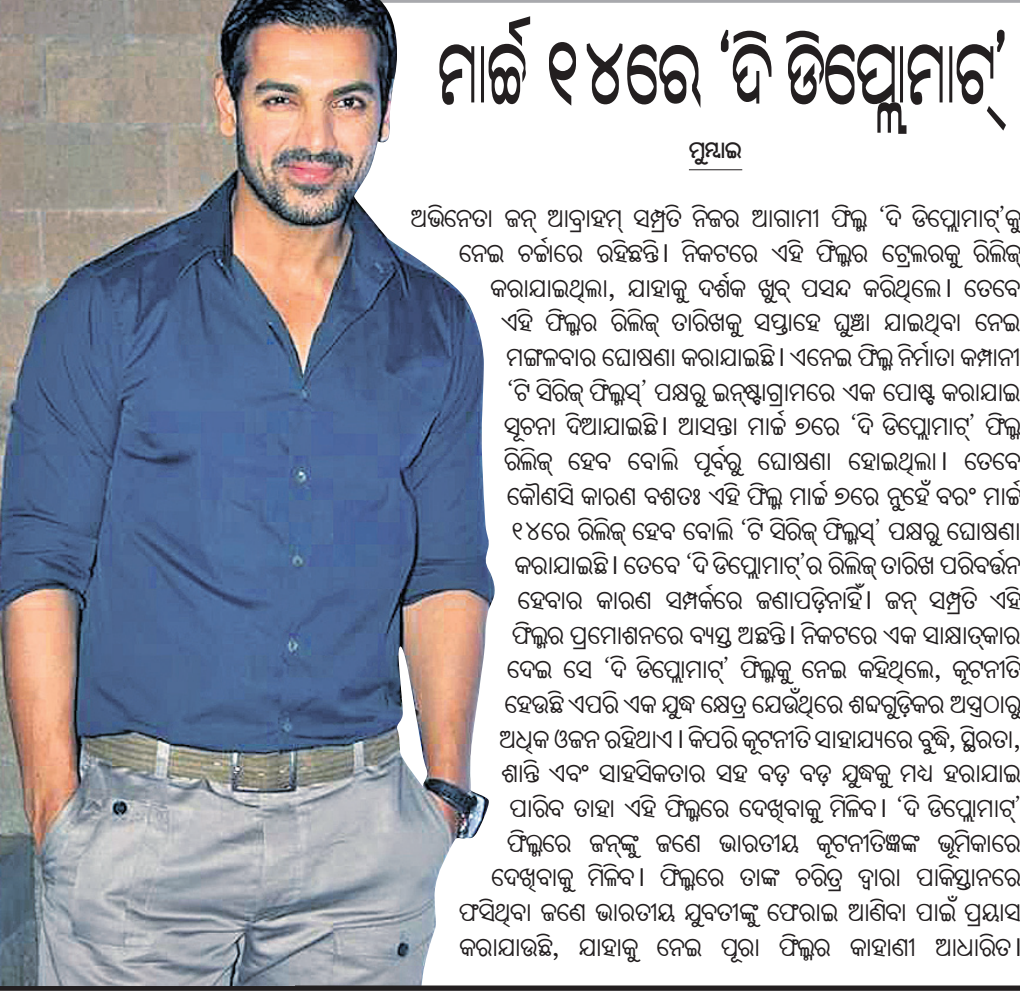 ମାର୍ଚ୍ଚ ୧୪ରେ ‘ଦି ଡିପ୍ଲୋମାଟ୍’
ମୁମ୍ବାଇ
ଅଭିନେତା ଜନ୍ ଆବ୍ରାହମ୍ ସମ୍ପ୍ରତି ନିଜର ଆଗାମୀ ଫିଲ୍ମ ‘ଦି ଡିପ୍ଲୋମାଟ୍’କୁ
ନେଇ ଚର୍ଚ୍ଚାରେ ରହିଛନ୍ତି। ନିକଟରେ ଏହି ଫିଲ୍ମର ଟ୍ରେଲରକୁ ରିଲିଜ୍
କରାଯାଇଥିଲା, ଯାହାକୁ ଦର୍ଶକ ଖୁବ୍ ପସନ୍ଦ କରିଥିଲେ। ତେବେ
ଏହି ଫିଲ୍ମର ରିଲିଜ୍ ତାରିଖକୁ ସପ୍ତାହେ ଘୁଞ୍ଚା ଯାଇଥିବା ନେଇ
ମଙ୍ଗଳବାର ଘୋଷଣା କରାଯାଇଛି। ଏନେଇ ଫିଲ୍ମ ନିର୍ମାତା କମ୍ପାନୀ
‘ଟି ସିରିଜ୍ ଫିଲ୍ମସ୍’ ପକ୍ଷରୁ ଇନ୍‌ଷ୍ଟାଗ୍ରାମରେ ଏକ ପୋଷ୍ଟ କରାଯାଇ
ସୂଚନା ଦିଆଯାଇଛି। ଆସନ୍ତା ମାର୍ଚ୍ଚ ୭ରେ ‘ଦି ଡିପ୍ଲୋମାଟ୍’ ଫିଲ୍ମ
ରିଲିଜ୍ ହେବ ବୋଲି ପୂର୍ବରୁ ଘୋଷଣା ହୋଇଥିଲା। ତେବେ
କୌଣସି କାରଣ ବଶତଃ ଏହି ଫିଲ୍ମ ମାର୍ଚ୍ଚ ୭ରେ ନୁହେଁ ବରଂ ମାର୍ଚ୍ଚ
୧୪ରେ ରିଲିଜ୍ ହେବ ବୋଲି ‘ଟି ସିରିଜ୍ ଫିଲ୍ମସ୍’ ପକ୍ଷରୁ ଘୋଷଣା
କରାଯାଇଛି। ତେବେ ‘ଦି ଡିପ୍ଲୋମାଟ୍’ର ରିଲିଜ୍ ତାରିଖ ପରିବର୍ତ୍ତନ
ହେବାର କାରଣ ସମ୍ପର୍କରେ ଜଣାପଡ଼ିନାହିଁ। ଜନ୍ ସମ୍ପ୍ରତି ଏହି
ଫିଲ୍ମର ପ୍ରମୋଶନରେ ବ୍ୟସ୍ତ ଅଛନ୍ତି। ନିକଟରେ ଏକ ସାକ୍ଷାତ୍‌କାର
ଦେଇ ସେ ‘ଦି ଡିପ୍ଲୋମାଟ୍’ ଫିଲ୍ମକୁ ନେଇ କହିଥିଲେ, କୂଟନୀତି
ହେଉଛି ଏପରି ଏକ ଯୁଦ୍ଧ କ୍ଷେତ୍ର ଯେଉଁଥିରେ ଶବ୍ଦଗୁଡ଼ିକର ଅସ୍ତ୍ରଠାରୁ
ଅଧିକ ଓଜନ ରହିଥାଏ। କିପରି କୂଟନୀତି ସାହାଯ୍ୟରେ ବୁଦ୍ଧି, ସ୍ଥିରତା,
ଶାନ୍ତି ଏବଂ ସାହସିକତାର ସହ ବଡ଼ ବଡ଼ ଯୁଦ୍ଧକୁ ମଧ୍ୟ ହରାଯାଇ
ପାରିବ ତାହା ଏହି ଫିଲ୍ମରେ ଦେଖିବାକୁ ମିଳିବ। ‘ଦି ଡିପ୍ଲୋମାଟ୍’
ଫିଲ୍ମରେ ଜନ୍‌ଙ୍କୁ ଜଣେ ଭାରତୀୟ କୂଟନୀତିଜ୍ଞଙ୍କ ଭୂମିକାରେ
ଦେଖିବାକୁ ମିଳିବ। ଫିଲ୍ମରେ ତାଙ୍କ ଚରିତ୍ର ଦ୍ୱାରା ପାକିସ୍ତାନରେ
ଫସିଥିବା ଜଣେ ଭାରତୀୟ ଯୁବତୀଙ୍କୁ ଫେରାଇ ଆଣିବା ପାଇଁ ପ୍ରୟାସ
କରାଯାଉଛି, ଯାହାକୁ ନେଇ ପୂରା ଫିଲ୍ମର କାହାଣୀ ଆଧାରିତ।